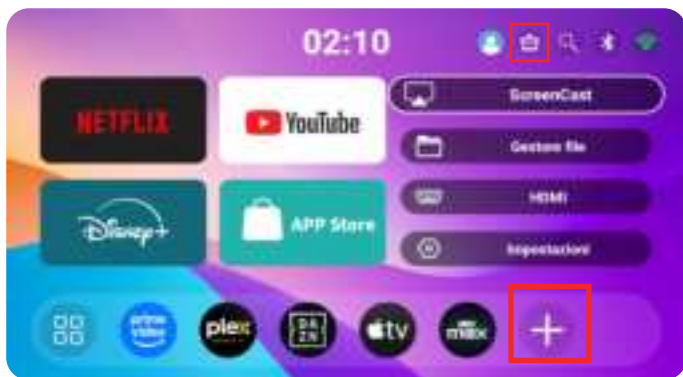 02:10
NETFLIX
YouTube
ScreenCast
Gestore file
Disney+
APP Store
HDMI
Impostazioni
prime video
plex
DAZN
tv
max